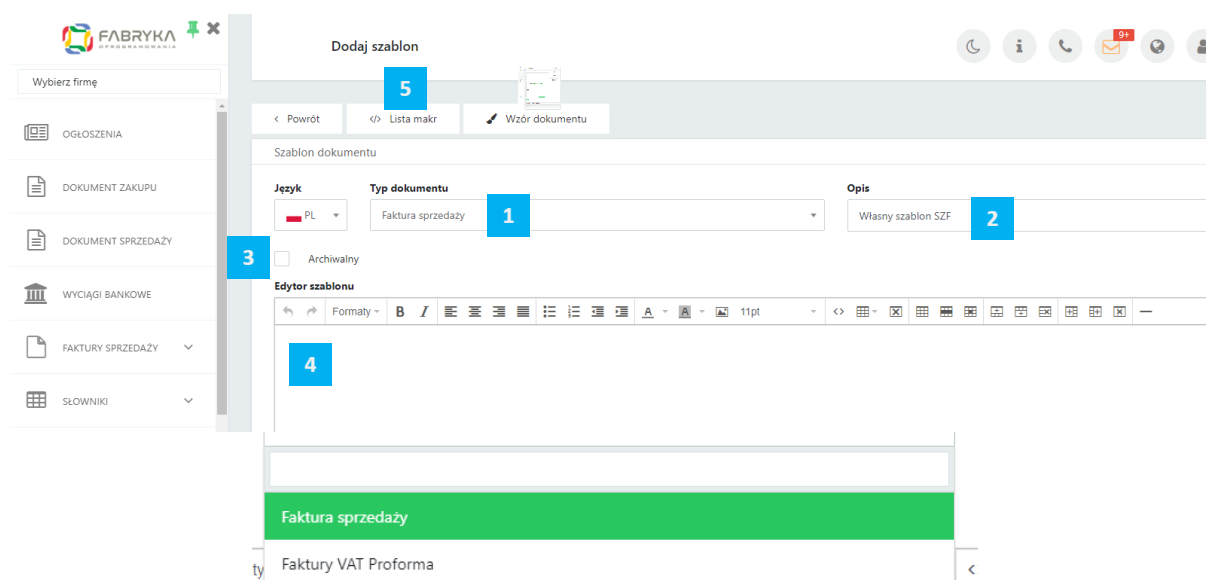 FABRYKA
OPROGRAMOWANIA
Dodaj szablon
9+
Wybierz firmę
5
Powrót
</> Lista makr
Wzór dokumentu
OGŁOSZENIA
Szablon dokumentu
DOKUMENT ZAKUPU
Język
Typ dokumentu
Opis
PL
Faktura sprzedaży
1
Własny szablon SZF
2
DOKUMENT SPRZEDAŻY
3
Archiwalny
Edytor szablonu
WYCIĄGI BANKOWE
Formaty
B
I
A
A
11pt
4
FAKTURY SPRZEDAŻY
SŁOWNIKI
Faktura sprzedaży
ty
Faktury VAT Proforma